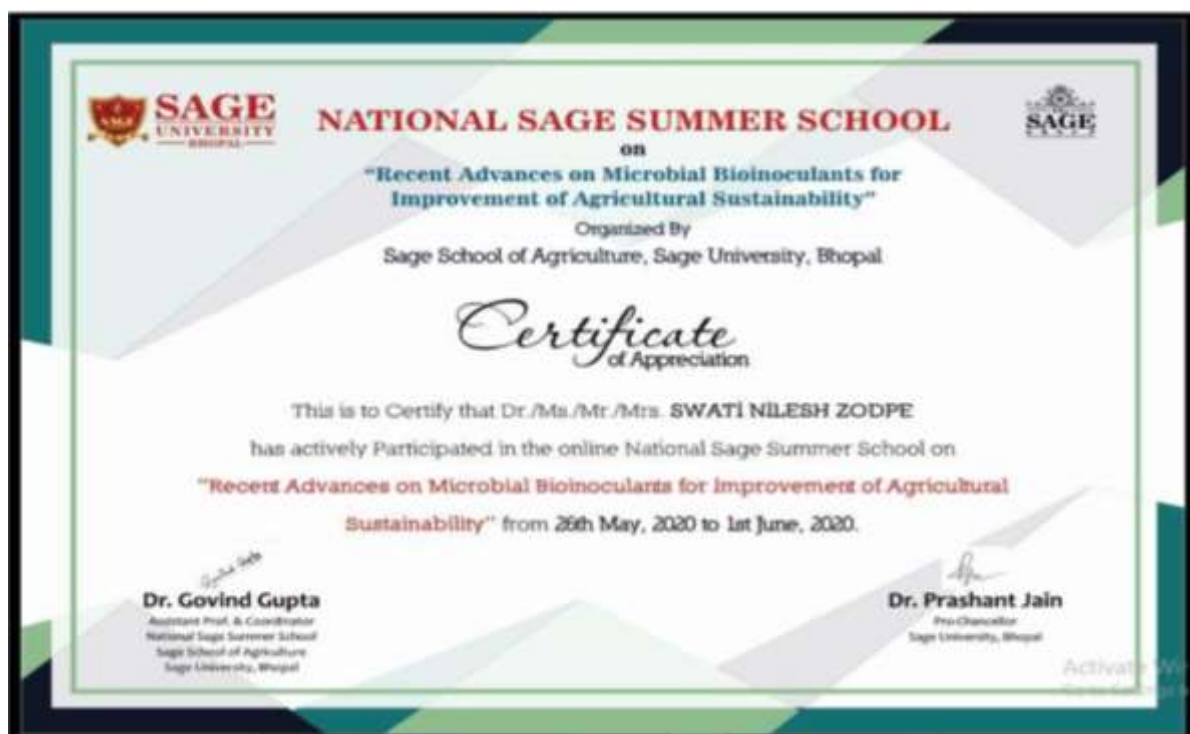 SAGE
UNIVERSITY
BHOPAL
NATIONAL SAGE SUMMER SCHOOL
SAGE
on
"Recent Advances on Microbial Bioinoculants for
Improvement of Agricultural Sustainability"
Organized By
Sage School of Agriculture, Sage University, Bhopal
Certificate
of Appreciation
This is to Certify that Dr./Ms./Mr./Mrs. SWATİ NİLESH ZODPE
has actively Participated in the online National Sage Summer School on
"Recent Advances on Microbial Bioinoculants for Improvement of Agricultural
Sustainability" from 26th May, 2020 to 1st June, 2020.
Dr. Govind Gupta
Assistant Prof. & Coordinator
National Sage Summer School
Sage School of Agriculture
Sage University, Bhopal
Dr. Prashant Jain
Pro-Chancellor
Sage University, Bhopal
Activate